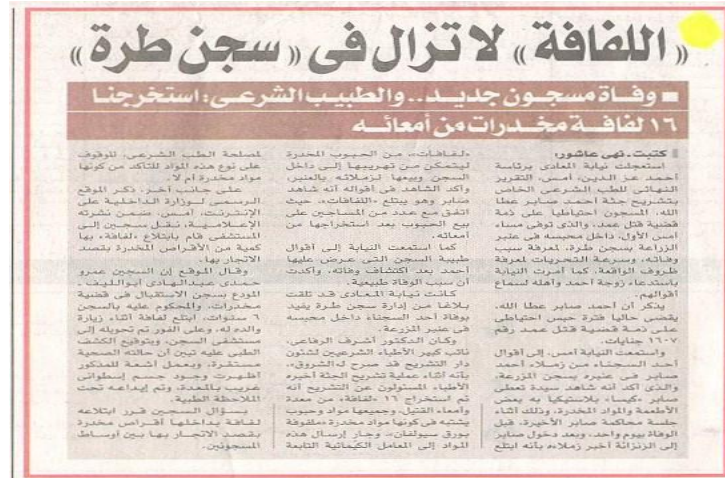 «اللفافة» لا تزال فى «سجن طرة»
■ وفاة مسجون جديد.. والطبيب الشرعى: استخرجنا
١٦ لفافة مخدرات من أمعائه
كتبت ـ نهى عاشور:
استعجلت نيابة المعادى برئاسة
أحمد عز الدين، أمس، التقرير
النهائى للطب الشرعى الخاص
بتشريح جثة أحمد صابر عطا
الله، المسجون احتياطيا على ذمة
قضية قتل عمد، والذى توفى مساء
أمس الأول، داخل محبسه فى عنبر
الزراعة بسجن طرة، لمعرفة سبب
وفاته، وسرعة التحريات لمعرفة
ظروف الواقعة، كما أمرت النيابة
باستدعاء زوجة أحمد وأهله لسماع
أقوالهم.
يذكر أن أحمد صابر عطا الله،
يقضى حاليا فترة حبس احتياطى
على ذمة قضية قتل عمد رقم
١٦٠٧ جنايات.
واستمعت النيابة أمس، إلى أقوال
أحد السجناء من زملاء أحمد
صابر فى عنبره بسجن المزرعة،
والذى أكد أنه شاهد سيدة تعطى
صابر «كيسا» بلاستيكيا به بعض
الأطعمة والمواد المخدرة، وذلك أثناء
جلسة محاكمة صابر الأخيرة، قبل
الوفاة بيوم واحد، وبعد دخول صابر
إلى الزنزانة أخبر زملاءه بأنه ابتلع
«لفافات» من الحبوب المخدرة
ليتمكن من تهريبها إلى داخل
السجن وبيعها لزملائه بالعنبر،
وأكد الشاهد فى أقواله أنه شاهد
صابر وهو يبتلع «اللفافات»، حيث
اتفق مع عدد من المساجين على
بيع الحبوب بعد استخراجها من
أمعائه.
كما استمعت النيابة إلى أقوال
طبيبة السجن التى عرض عليها
أحمد بعد اكتشاف وفاته، وأكدت
أن سبب الوفاة طبيعية.
كانت نيابة المعادى قد تلقت
بلاغا من إدارة سجن طرة يفيد
بوفاة أحد السجناء داخل محبسه
فى عنبر المزرعة.
وكان الدكتور أشرف الرفاعى،
نائب كبير الأطباء الشرعيين لشئون
دار التشريح قد صرح لـ«الشروق»،
بأنه أثناء عملية تشريح الجثة أخبره
الأطباء المسئولون عن التشريح أنه
تم استخراج ١٦ «لفافة» من معدة
وأمعاء القتيل، وجميعها مواد وحبوب
يشتبه فى كونها مواد مخدرة «ملفوفة
بورق سيلوفان»، وجار إرسال هذه
المواد إلى المعامل الكيمائية التابعة
لمصلحة الطب الشرعى، للوقوف
على نوع هذه المواد للتأكد من كونها
مواد مخدرة أم لا.
على جانب آخر، ذكر الموقع
الرسمى لوزارة الداخلية على
الإنترنت، أمس، ضمن نشرته
الإعلامية، نقل سجين إلى
المستشفى قام بابتلاع «لفافة» بها
كمية من الأقراص المخدرة بقصد
الاتجار بها.
وقال الموقع إن السجين عمرو
حمدى عبدالهادى أبوالليف،
المودع بسجن الاستقبال فى قضية
مخدرات، والمحكوم عليه بالسجن
٦ سنوات، ابتلع لفافة أثناء زيارة
والده له، وعلى الفور تم تحويله إلى
مستشفى السجن، وبتوقيع الكشف
الطبى عليه تبين أن حالته الصحية
مستقرة، وبعمل أشعة للمذكور
أظهرت وجود جسم إسطوانى
غريب بالمعدة، وتم إيداعه تحت
الملاحظة الطبية.
بسؤال السجين قرر ابتلاعه
لفافة بداخلها أقراص مخدرة
بقصد الاتجار بها بين أوساط
المسجونين.